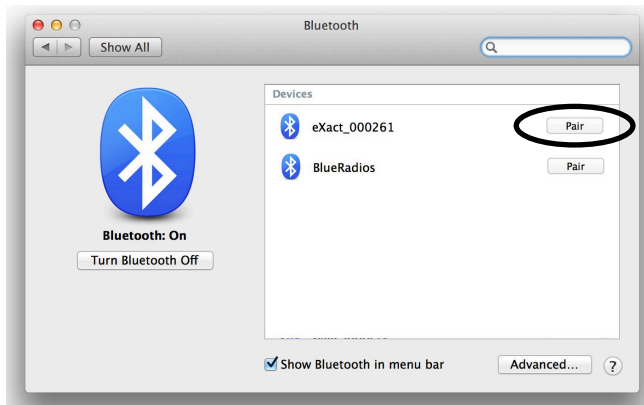 Bluetooth
Show All
Devices
eXact_000261
Pair
BlueRadios
Pair
Bluetooth: On
Turn Bluetooth Off
Show Bluetooth in menu bar
Advanced...
?